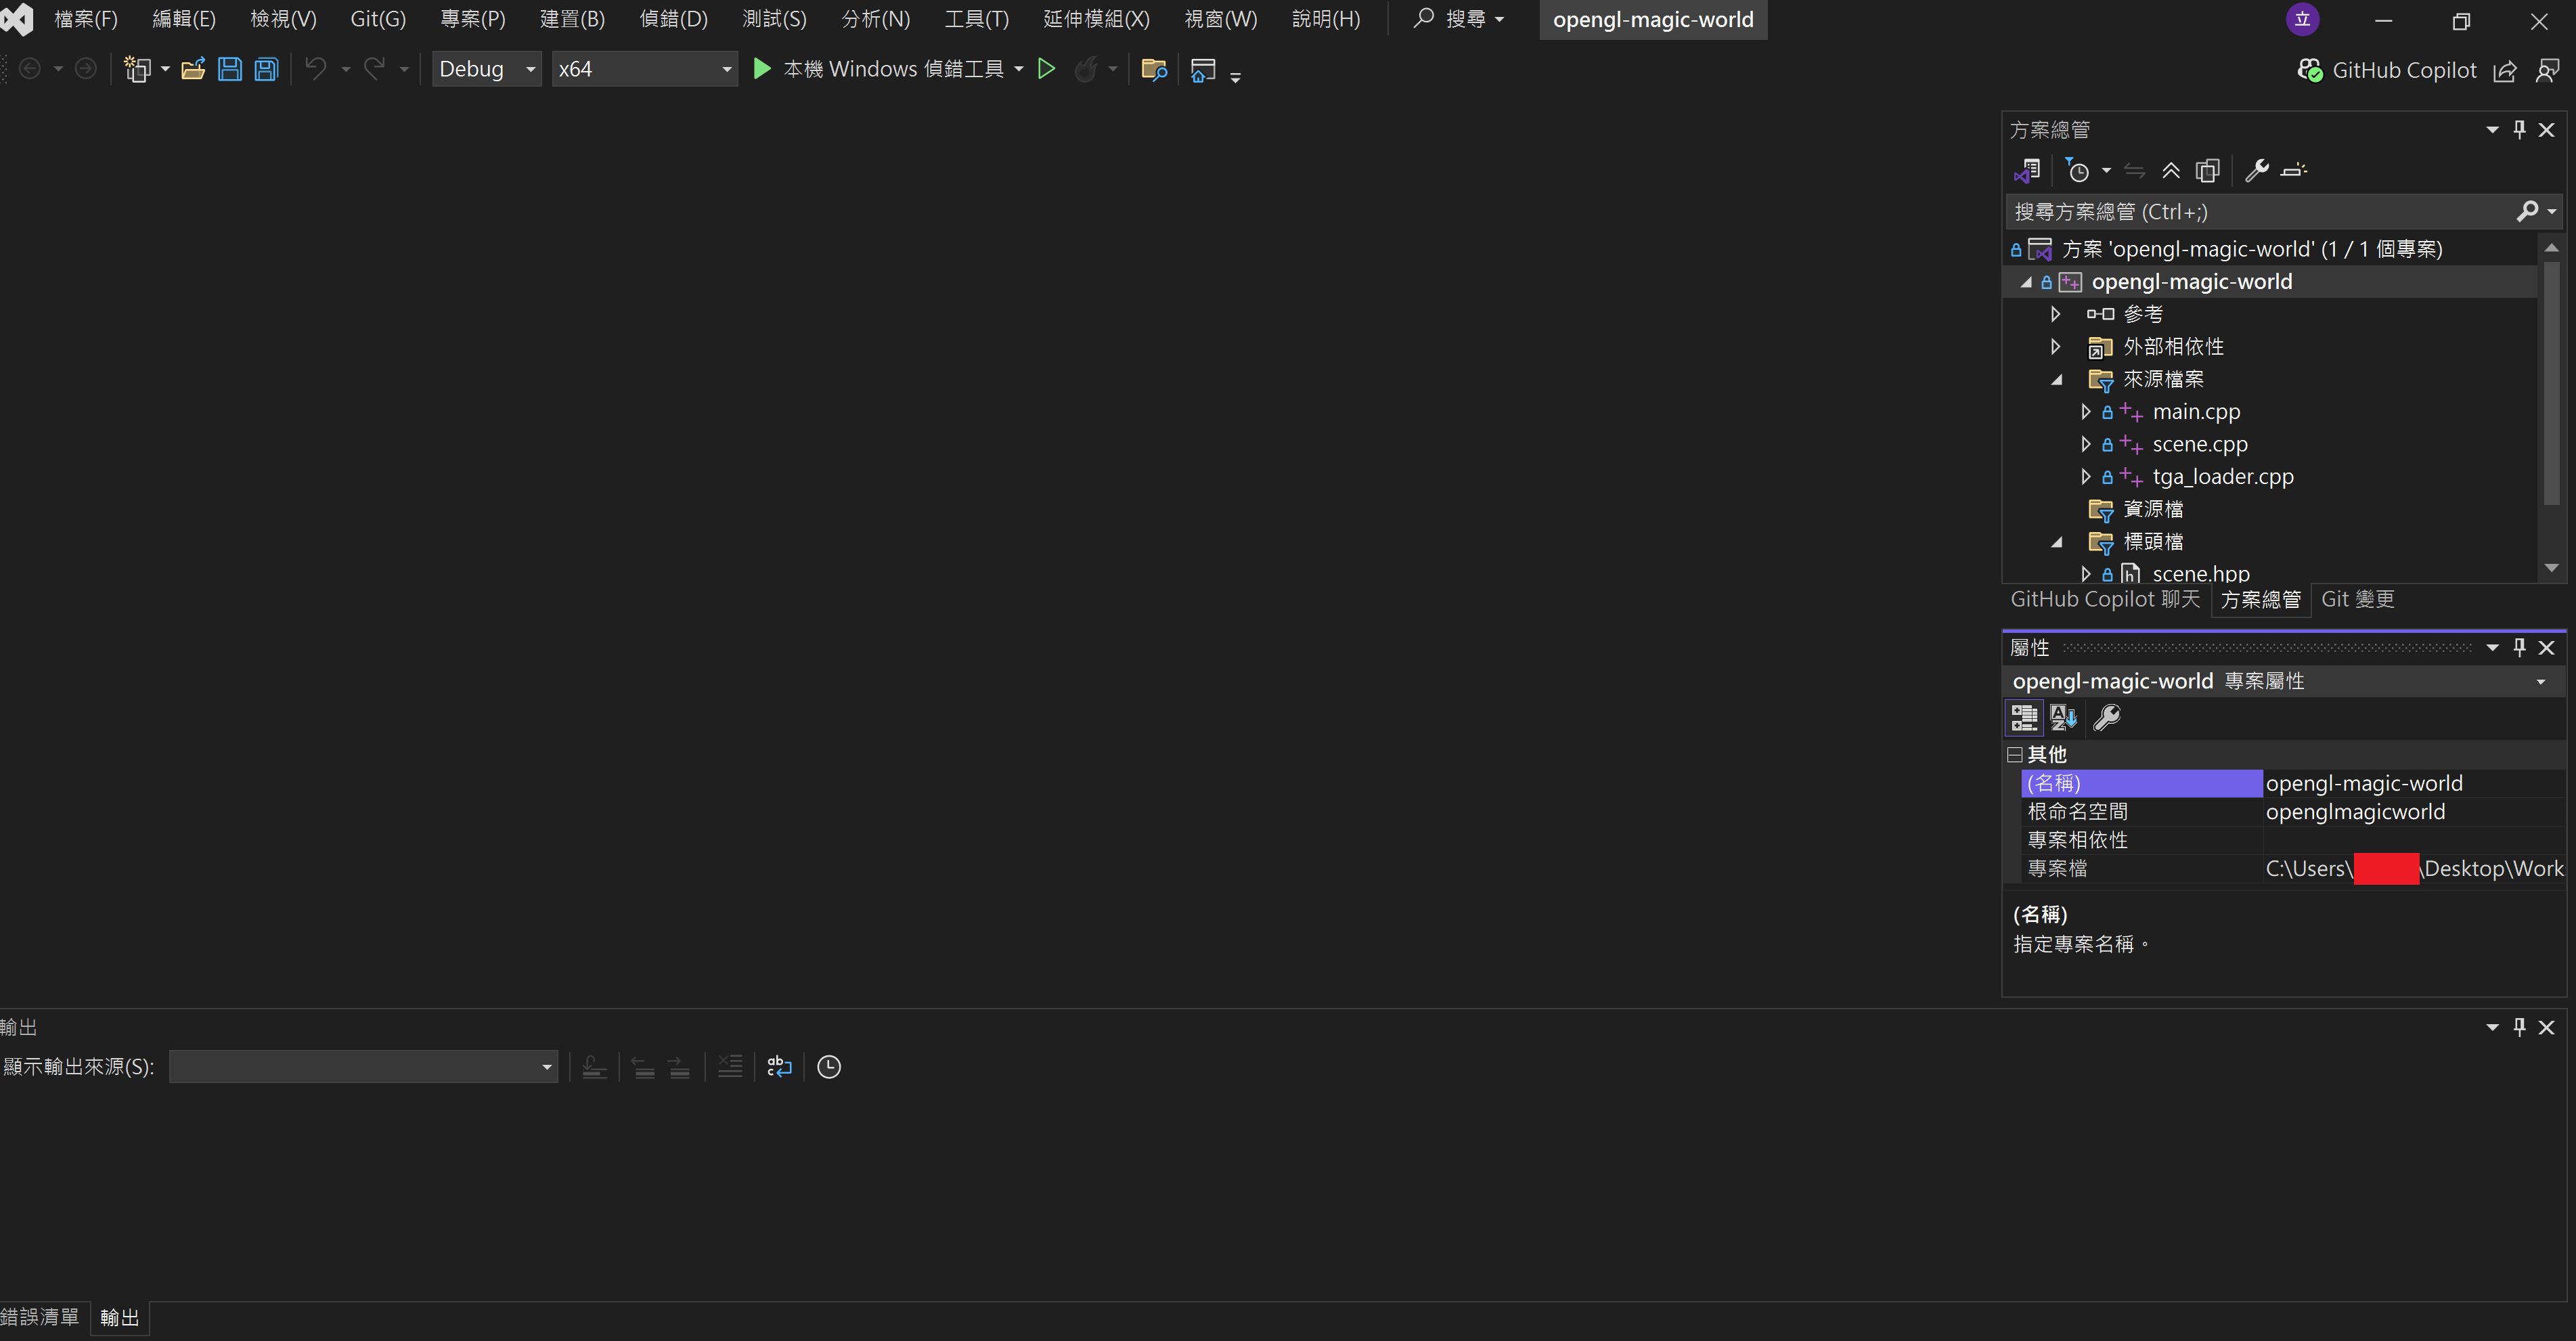 檔案(F) 編輯(E) 檢視(V) Git(G) 專案(P) 建置(B) 偵錯(D) 測試(S) 分析(N) 工具(T) 延伸模組(X) 視窗(W) 說明(H) 搜尋 opengl-magic-world 立
Debug x64 本機 Windows 偵錯工具 GitHub Copilot
方案總管
搜尋方案總管 (Ctrl+;)
方案 'opengl-magic-world' (1 / 1 個專案)
opengl-magic-world
參考
外部相依性
來源檔案
main.cpp
scene.cpp
tga_loader.cpp
資源檔
標頭檔
scene.hpp
GitHub Copilot 聊天 方案總管 Git 變更
屬性
opengl-magic-world 專案屬性
其他
(名稱) opengl-magic-world
根命名空間 openglmagicworld
專案相依性
專案檔 C:\Users\ \Desktop\Work
(名稱)
指定專案名稱。
輸出
顯示輸出來源(S):
錯誤清單 輸出